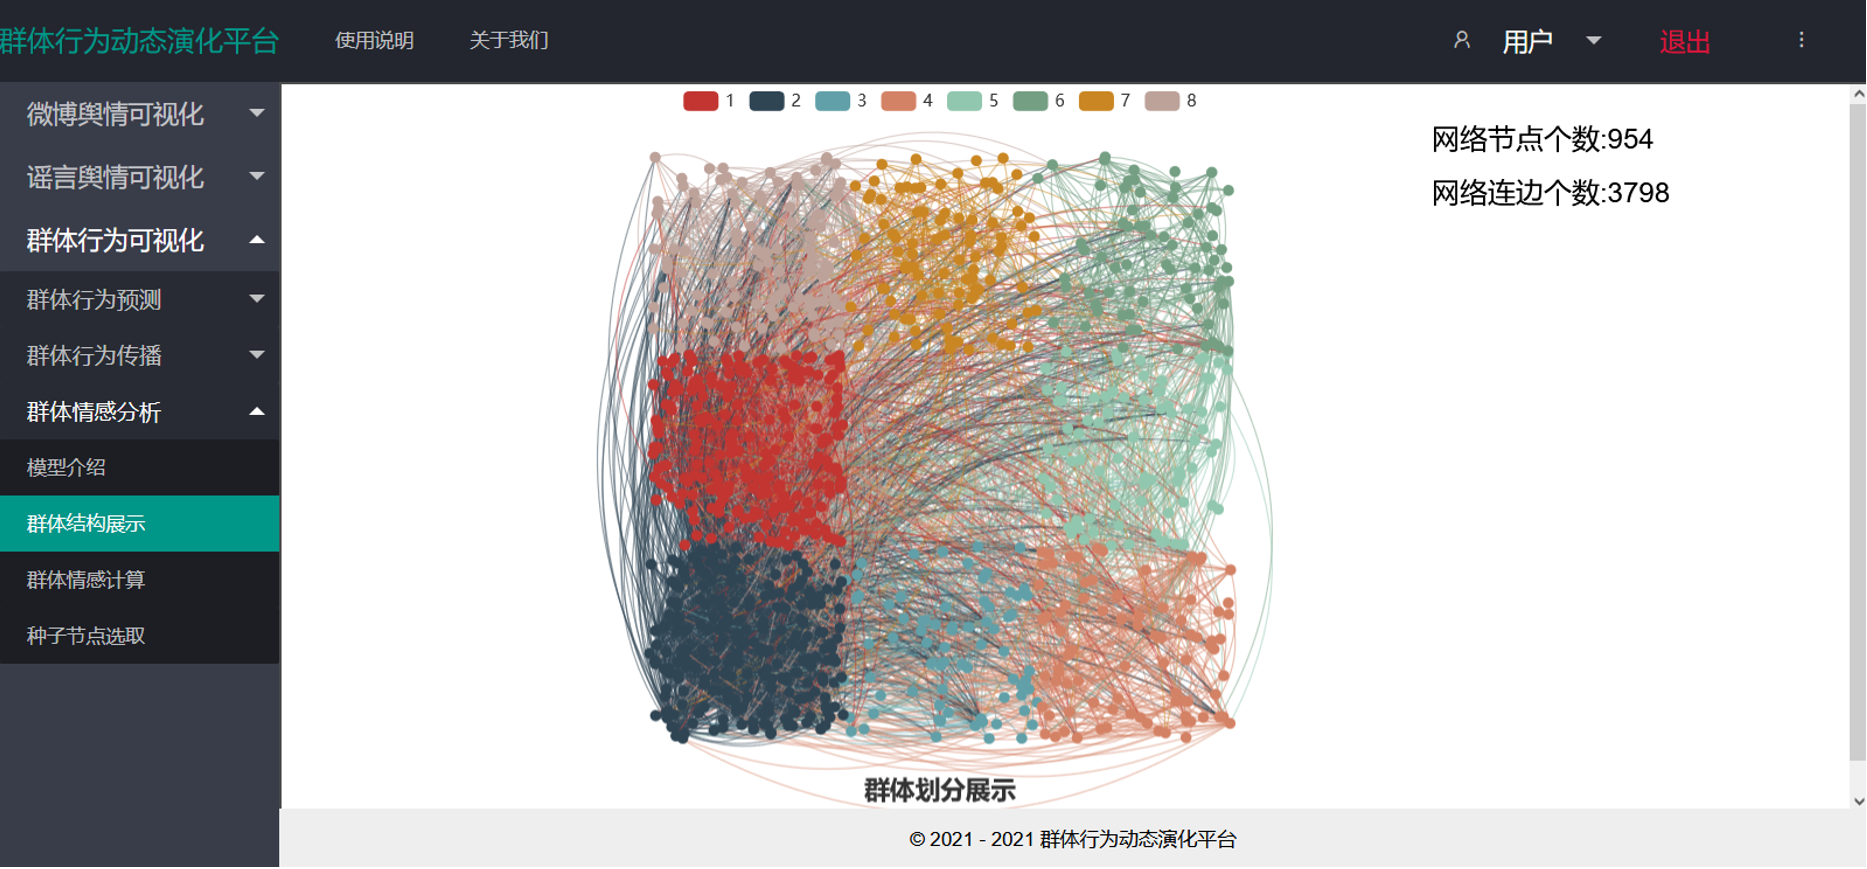 群体行为动态演化平台 使用说明 关于我们 用户 退出
微博舆情可视化
谣言舆情可视化
群体行为可视化
群体行为预测
群体行为传播
群体情感分析
模型介绍
群体结构展示
群体情感计算
种子节点选取
1 2 3 4 5 6 7 8
网络节点个数:954
网络连边个数:3798
群体划分展示
© 2021 - 2021 群体行为动态演化平台